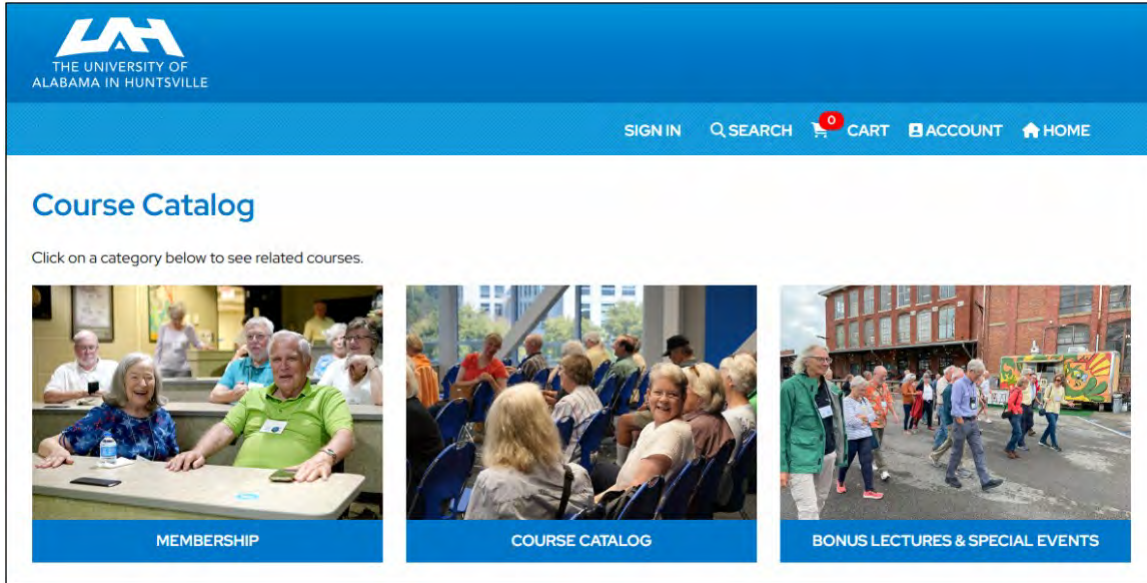 UAH
THE UNIVERSITY OF
ALABAMA IN HUNTSVILLE
SIGN IN SEARCH 0 CART ACCOUNT HOME
Course Catalog
Click on a category below to see related courses.
MEMBERSHIP
COURSE CATALOG
BONUS LECTURES & SPECIAL EVENTS